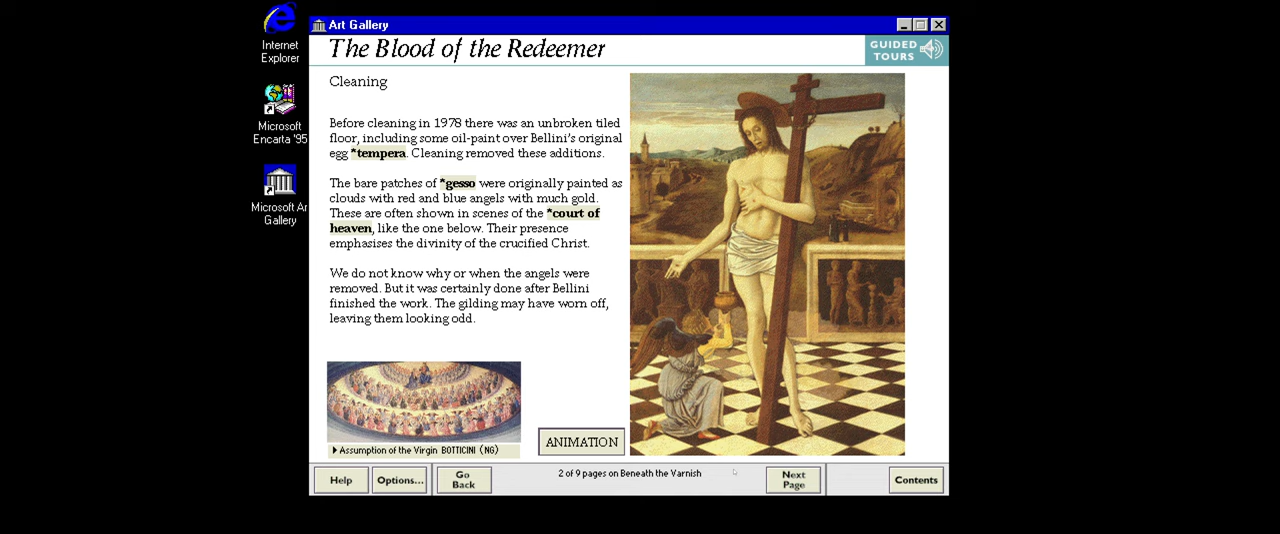 Internet
Explorer
Microsoft
Encarta '95
Microsoft Art
Gallery
Art Gallery
The Blood of the Redeemer
GUIDED
TOURS
Cleaning
Before cleaning in 1978 there was an unbroken tiled
floor, including some oil-paint over Bellini's original
egg *tempera. Cleaning removed these additions.
The bare patches of *gesso were originally painted as
clouds with red and blue angels with much gold.
These are often shown in scenes of the *court of
heaven, like the one below. Their presence
emphasises the divinity of the crucified Christ.
We do not know why or when the angels were
removed. But it was certainly done after Bellini
finished the work. The gilding may have worn off,
leaving them looking odd.
Assumption of the Virgin BOTTICINI (NG)
ANIMATION
Help
Options...
Go
Back
2 of 9 pages on Beneath the Varnish
Next
Page
Contents